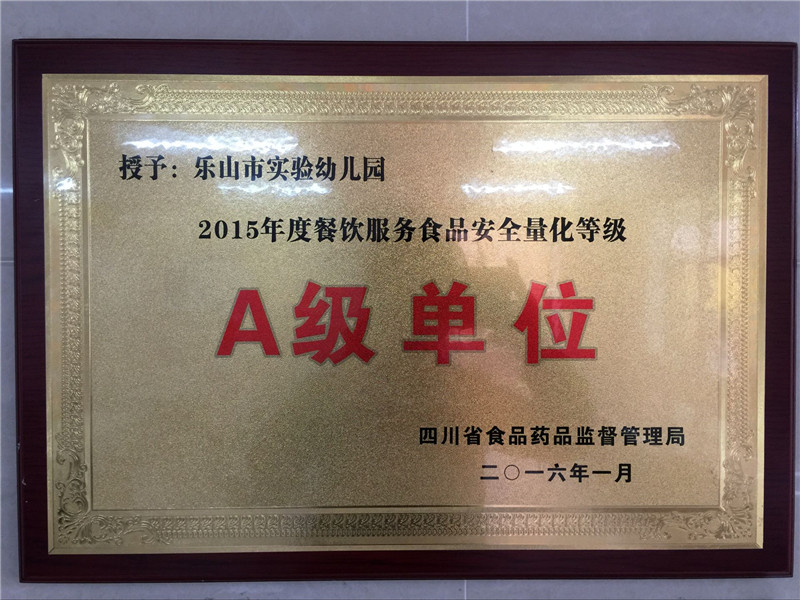 授予：乐山市实验幼儿园
2015年度餐饮服务食品安全量化等级
A级单位
四川省食品药品监督管理局
二〇一六年一月